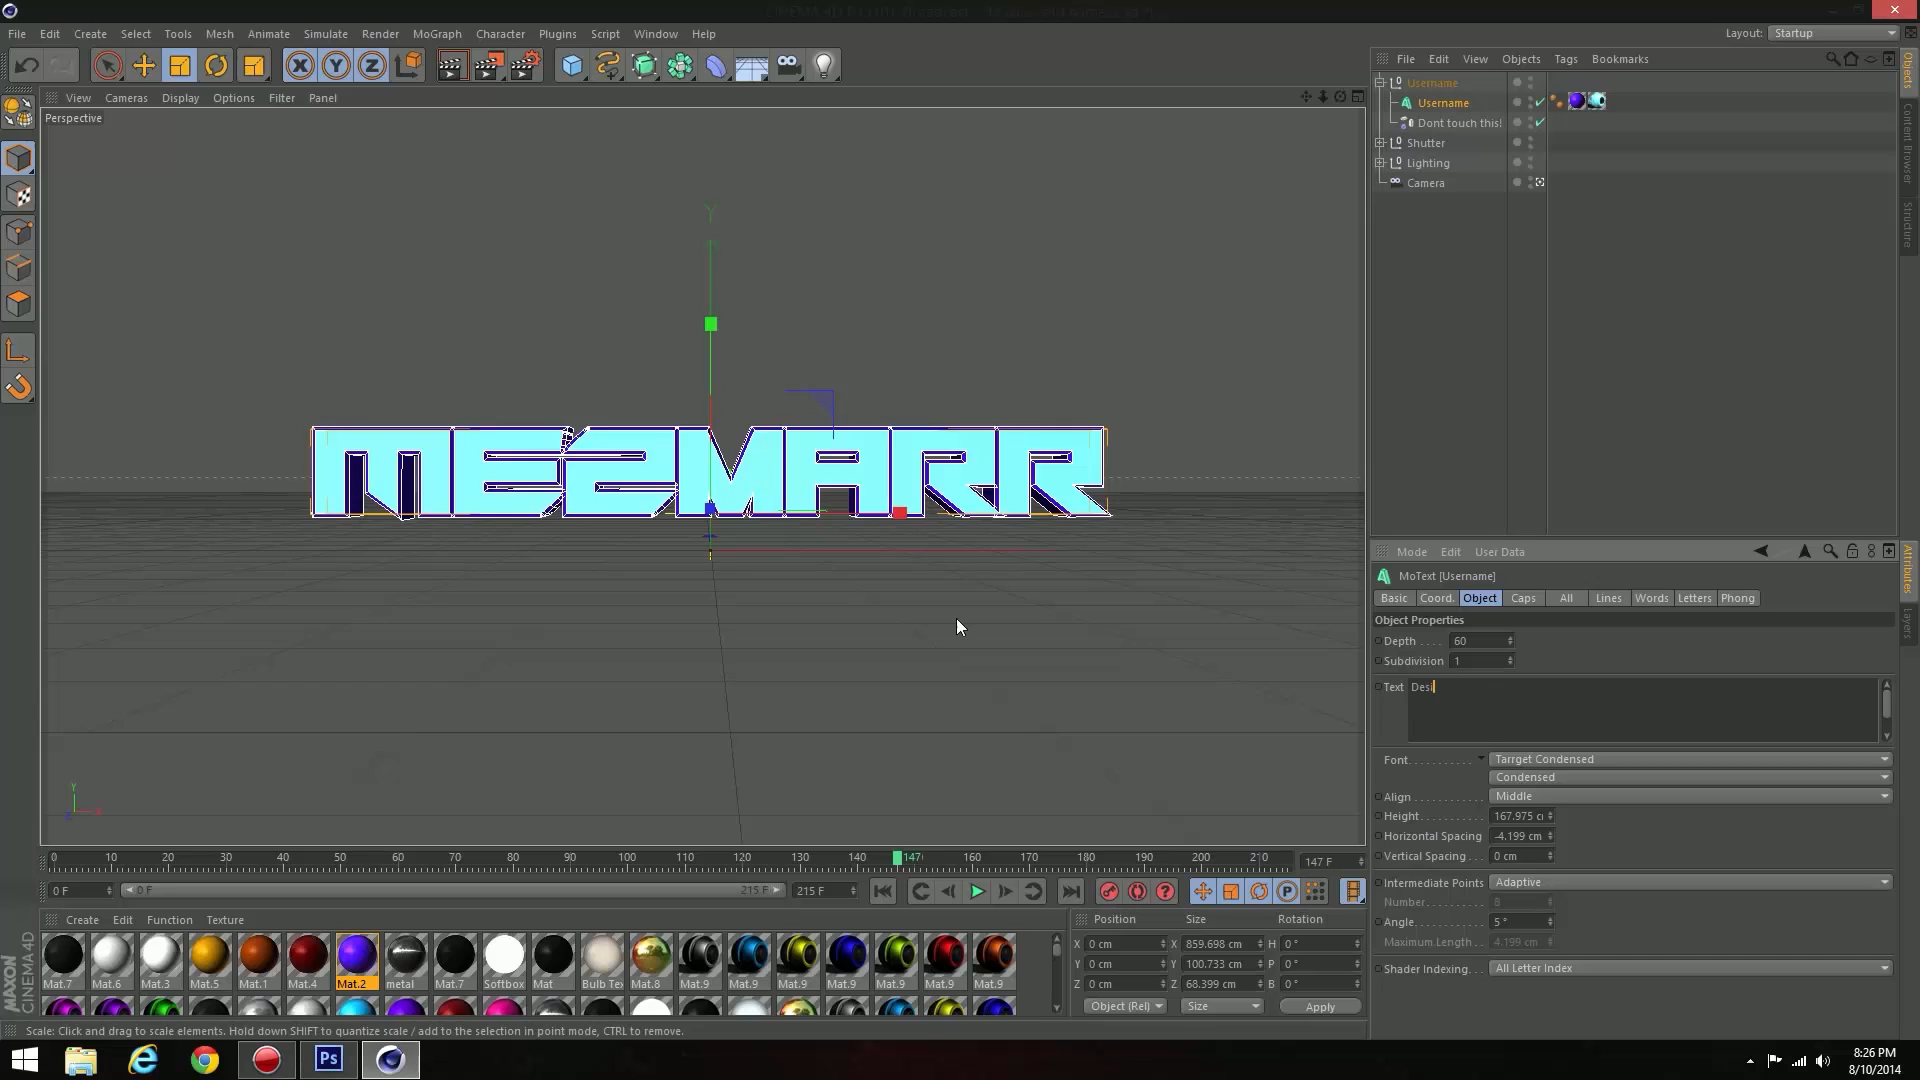 File Edit Create Select Tools Mesh Animate Simulate Render MoGraph Character Plugins Script Window Help
Layout: Startup
File Edit View Objects Tags Bookmarks
View Cameras Display Options Filter Panel
Perspective
Username
Username
Dont touch this!
Shutter
Lighting
Camera
Objects
Content Browser
Structure
Y
MEZMARR
Mode Edit User Data
MoText [Username]
Basic Coord. Object Caps All Lines Words Letters Phong
Object Properties
Depth 60
Subdivision 1
Text Desi
Font Tarrget Condensed
Condensed
Align Middle
Height 167.975 c
Horizontal Spacing -4.199 cm
Vertical Spacing 0 cm
Intermediate Points Adaptive
Number 8
Angle 5 °
Maximum Length 4.199 cm
Shader Indexing All Letter Index
Attributes
Layers
0 10 20 30 40 50 60 70 80 90 100 110 120 130 140 147 160 170 180 190 200 210
147 F
0 F 0 F 215 F 215 F
Create Edit Function Texture
Mat.7 Mat.6 Mat.3 Mat.5 Mat.1 Mat.4 Mat.2 metal Mat.7 Softbox Mat Bulb Te Mat.8 Mat.9 Mat.9 Mat.9 Mat.9 Mat.9 Mat.9 Mat.9
Position Size Rotation
X 0 cm X 859.698 cm H 0 °
Y 0 cm Y 100.733 cm P 0 °
Z 0 cm Z 68.399 cm B 0 °
Object (Rel) Size Apply
MAXON CINEMA 4D
Scale: Click and drag to scale elements. Hold down SHIFT to quantize scale / add to the selection in point mode, CTRL to remove.
Ps
8:26 PM
8/10/2014